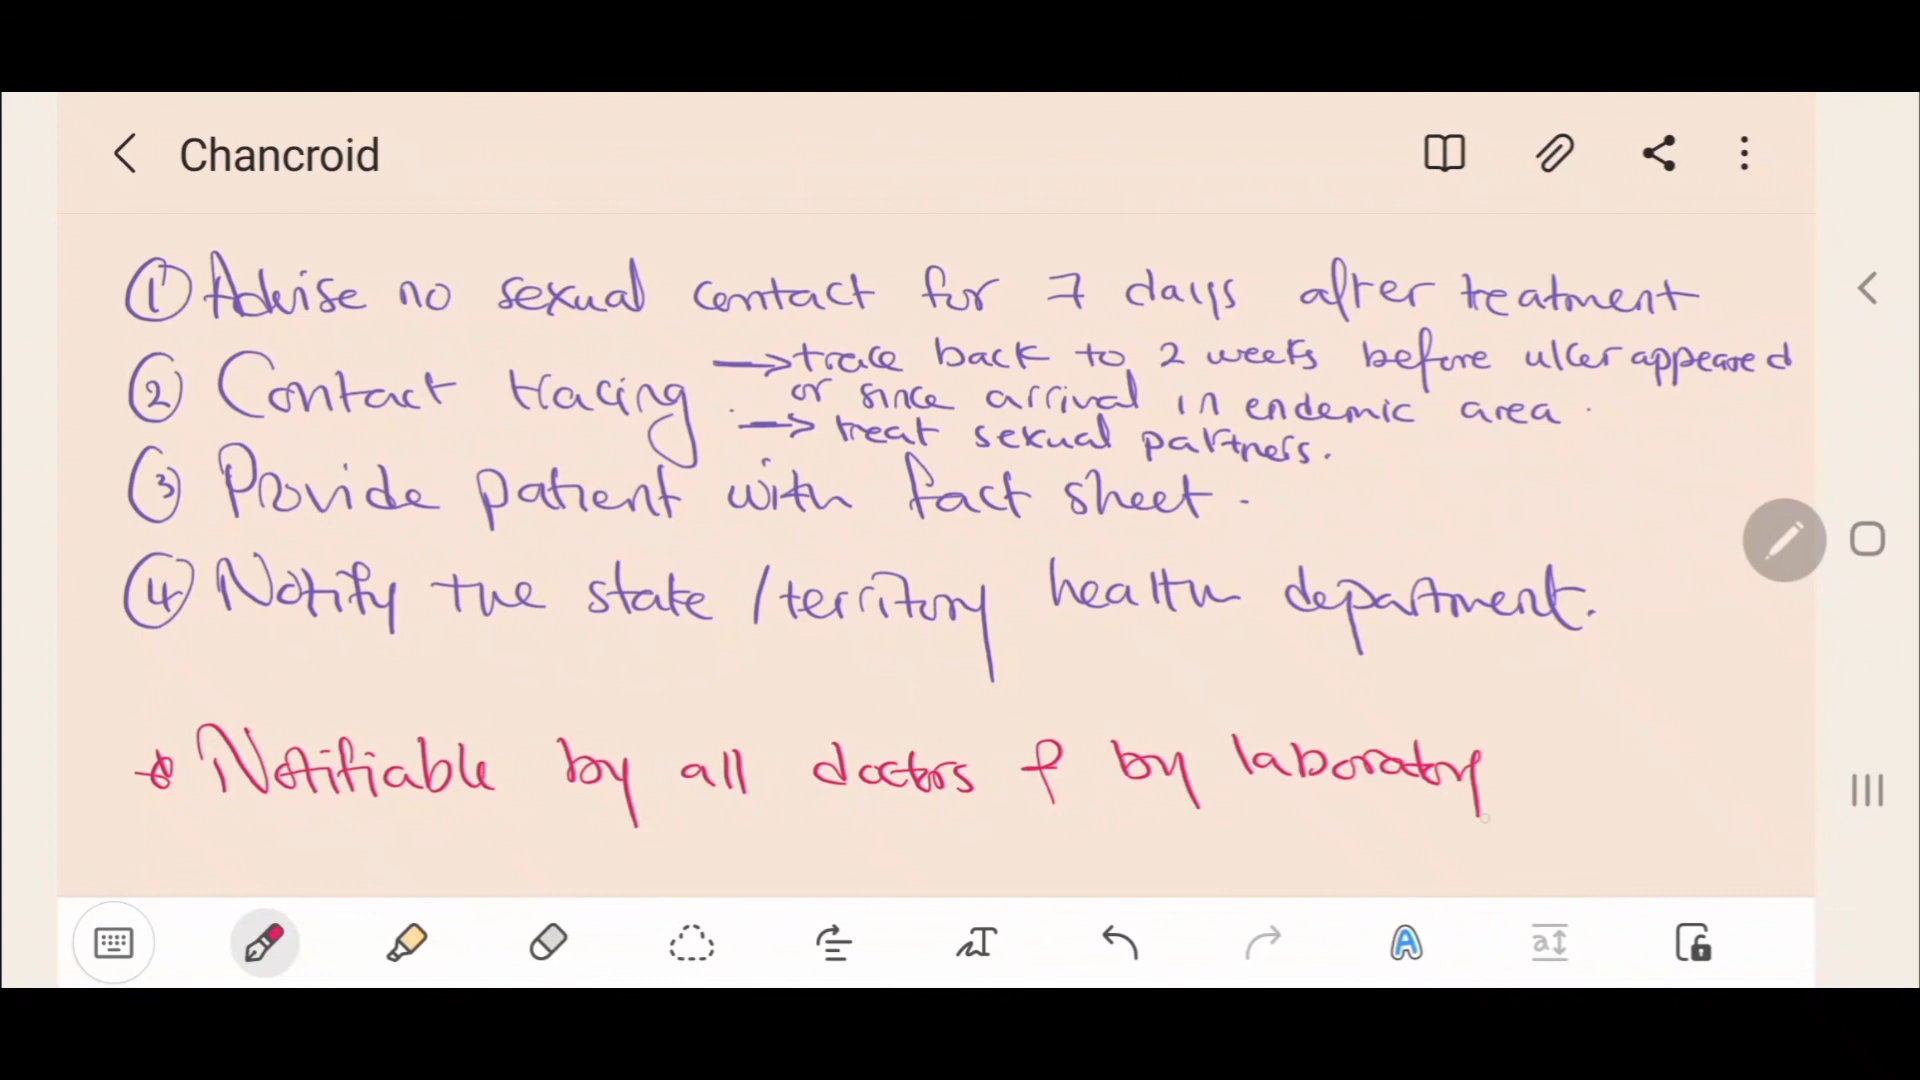 Chancroid
① Advise no sexual contact for 7 days after treatment
② Contact tracing → trace back to 2 weeks before ulcer appeared
or since arrival in endemic area.
→ treat sexual partners.
③ Provide patient with fact sheet.
④ Notify the state/territory health department.
* Notifiable by all doctors & by laboratory